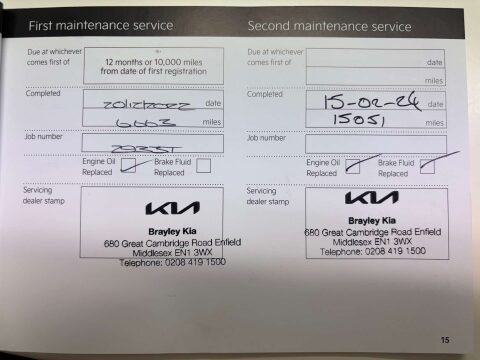 First maintenance service
Due at whichever
comes first of
12 months or 10,000 miles
from date of first registration
Completed
20/12/2022 date
6603 miles
Job number
Engine Oil
Replaced
Brake Fluid
Replaced
Servicing
dealer stamp
KIA
Brayley Kia
680 Great Cambridge Road Enfield
Middlesex EN1 3WX
Telephone: 0208 419 1500
Second maintenance service
Due at whichever
comes first of
date
miles
Completed
15-02-24 date
15051 miles
Job number
Engine Oil
Replaced
Brake Fluid
Replaced
Servicing
dealer stamp
KIA
Brayley Kia
680 Great Cambridge Road Enfield
Middlesex EN1 3WX
Telephone: 0208 419 1500
15